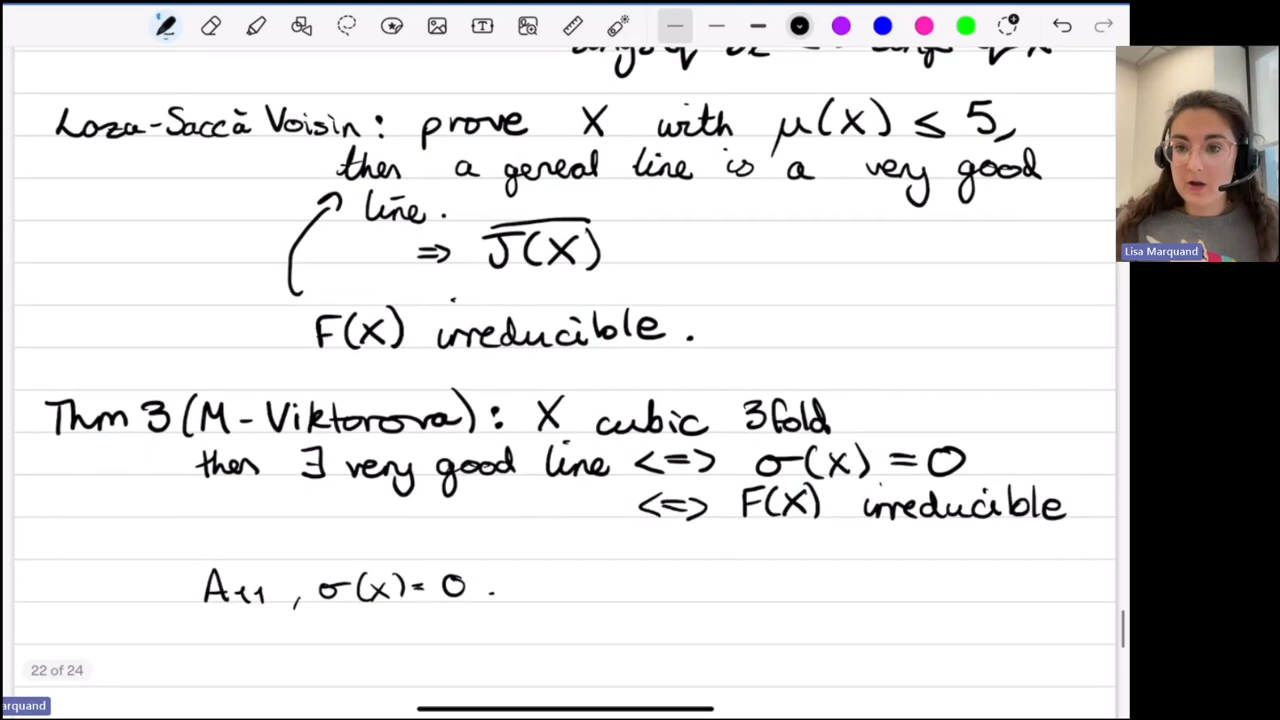 Loza-Saccà Voisin: prove X with μ(X) ≤ 5,
then a gereal line is a very good
line.
⇒ J̅(̅X̅)̅
F(X) irreducible.
Thm 3 (M-Viktorova): X cubic 3fold
then ∃ very good line <=> σ(X) = 0
<=> F(X) irreducible
A11, σ(X) = 0.
22 of 24
Lisa Marquand
arquand